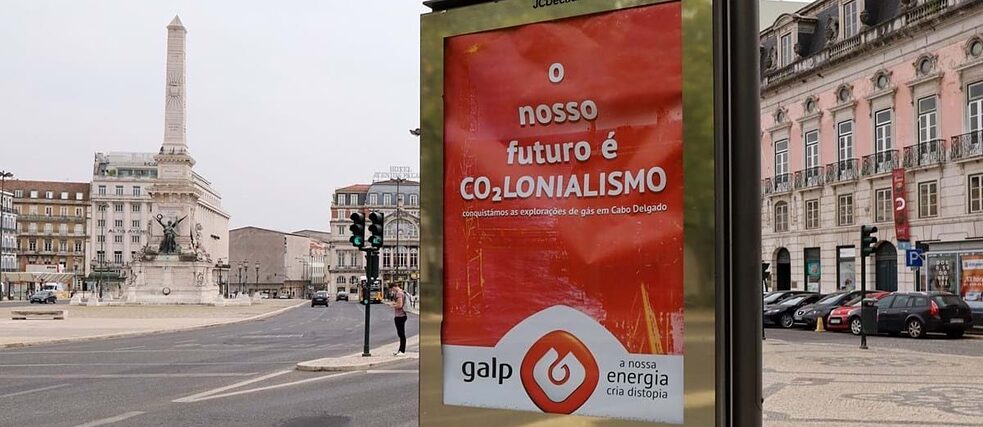 JCDecaux
o
nosso
futuro é
CO₂LONIALISMO
conquistámos as explorações de gás em Cabo Delgado
galp
a nossa
energia
cria distopia
P